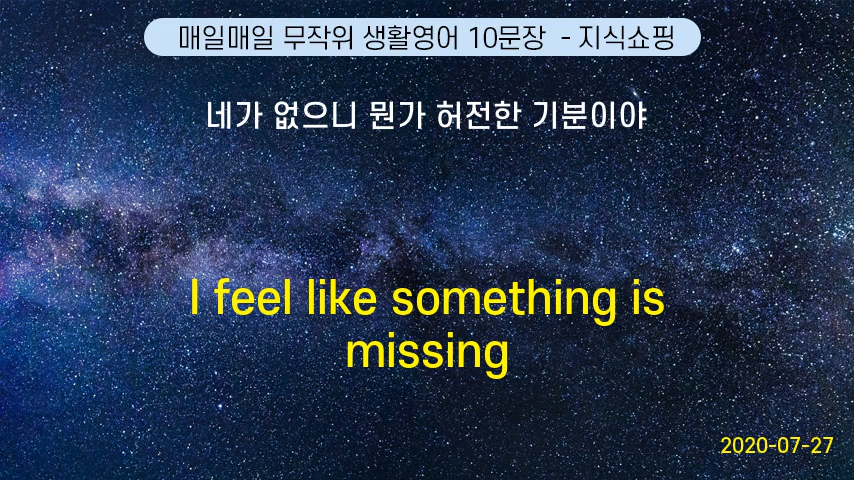 매일매일 무작위 생활영어 10문장 - 지식쇼핑
네가 없으니 뭔가 허전한 기분이야
I feel like something is
missing
2020-07-27